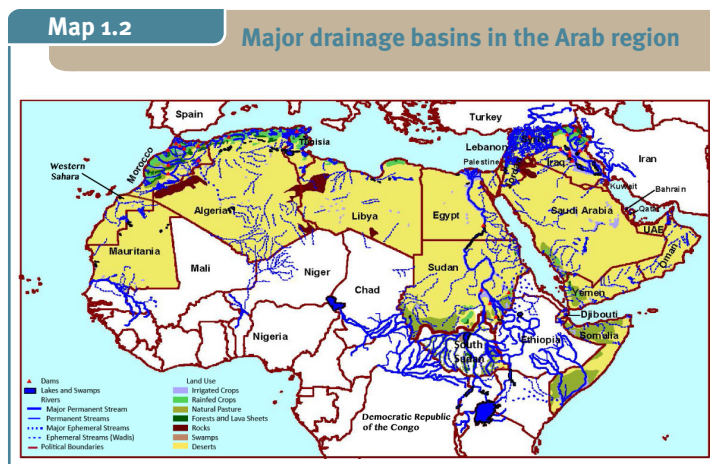 Map 1.2
Major drainage basins in the Arab region
Spain
Turkey
Tunisia
Lebanon
Morocco
Palestine
Iraq
Iran
Western
Sahara
Kuwait
Bahrain
Qatar
Algeria
Libya
Egypt
Saudi Arabia
UAE
Oman
Mauritania
Mali
Niger
Chad
Sudan
Yemen
Djibouti
Nigeria
South
Sudan
Ethiopia
Somalia
Democratic Republic
of the Congo
Dams
Lakes and Swamps
Rivers
Major Permanent Stream
Permanent Streams
Major Ephemeral Streams
Ephemeral Streams (Wadis)
Political Boundaries
Land Use
Irrigated Crops
Rainfed Crops
Natural Pasture
Forests and Lava Sheets
Rocks
Swamps
Deserts